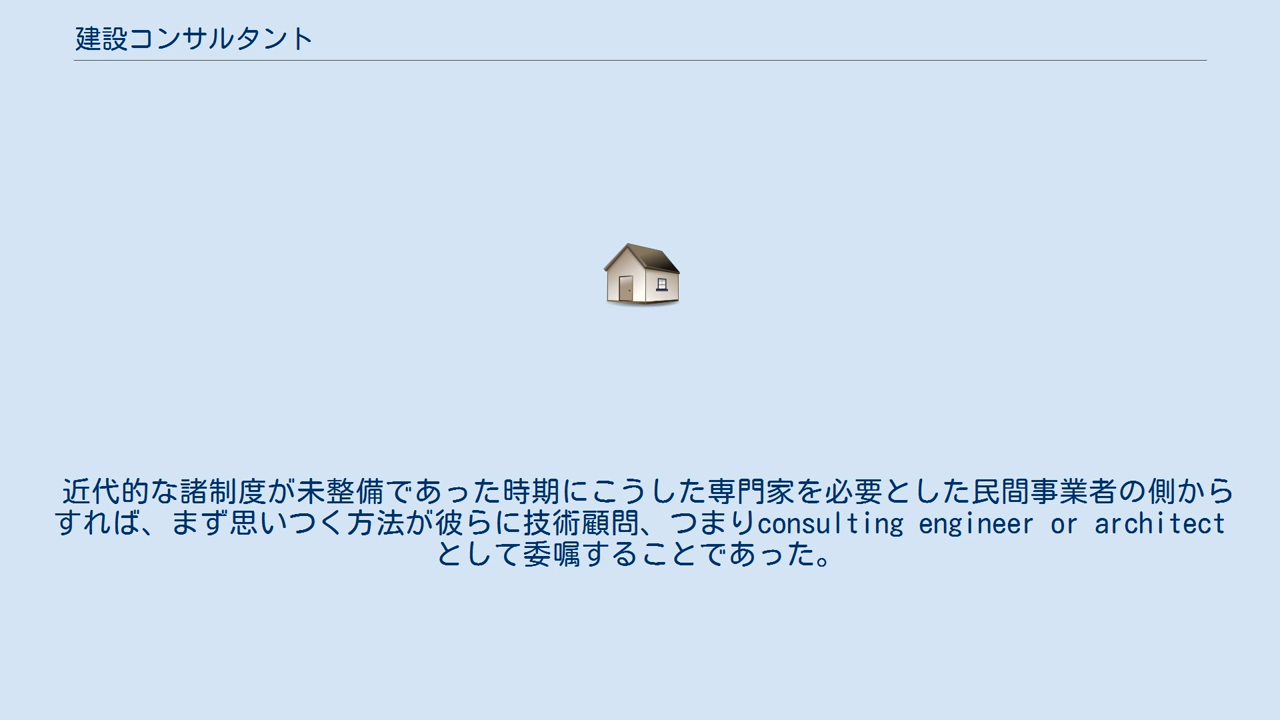 建設コンサルタント
近代的な諸制度が未整備であった時期にこうした専門家を必要とした民間事業者の側から
すれば、まず思いつく方法が彼らに技術顧問、つまりconsulting engineer or architect
として委嘱することであった。